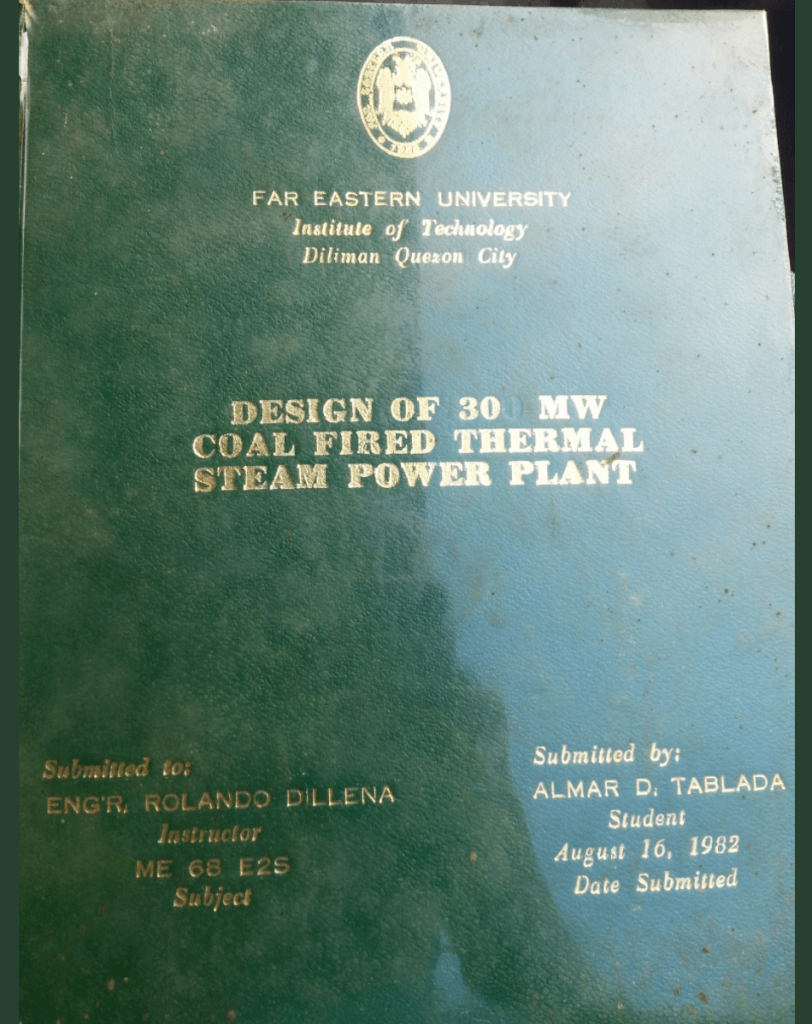 FAR EASTERN UNIVERSITY
Institute of Technology
Diliman Quezon City
DESIGN OF 30 MW
COAL FIRED THERMAL
STEAM POWER PLANT
Submitted to:
ENG'R. ROLANDO DILLENA
Instructor
ME 68 E2S
Subject
Submitted by:
ALMAR D. TABLADA
Student
August 16, 1982
Date Submitted